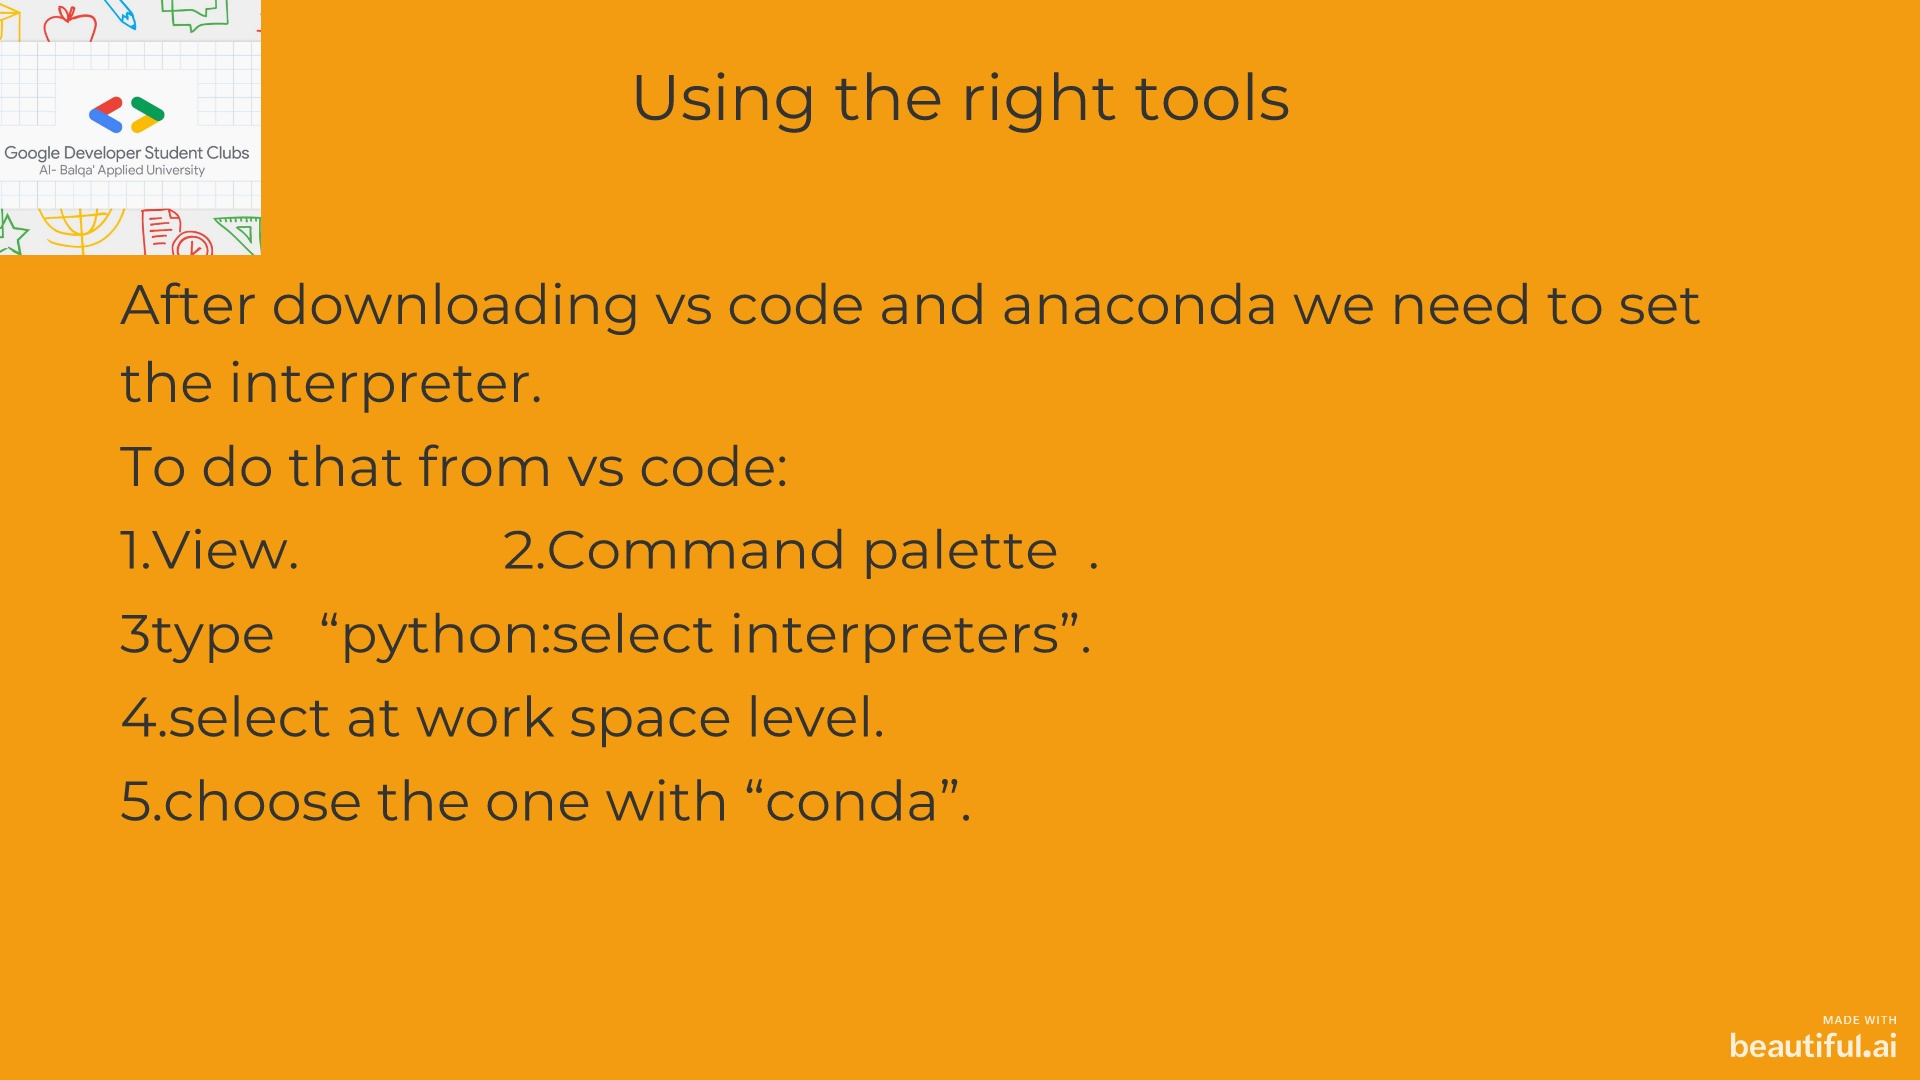 Google Developer Student Clubs
Al- Balqa' Applied University
Using the right tools
After downloading vs code and anaconda we need to set
the interpreter.
To do that from vs code:
1.View. 2.Command palette .
3type “python:select interpreters”.
4.select at work space level.
5.choose the one with “conda”.
MADE WITH
beautiful.ai